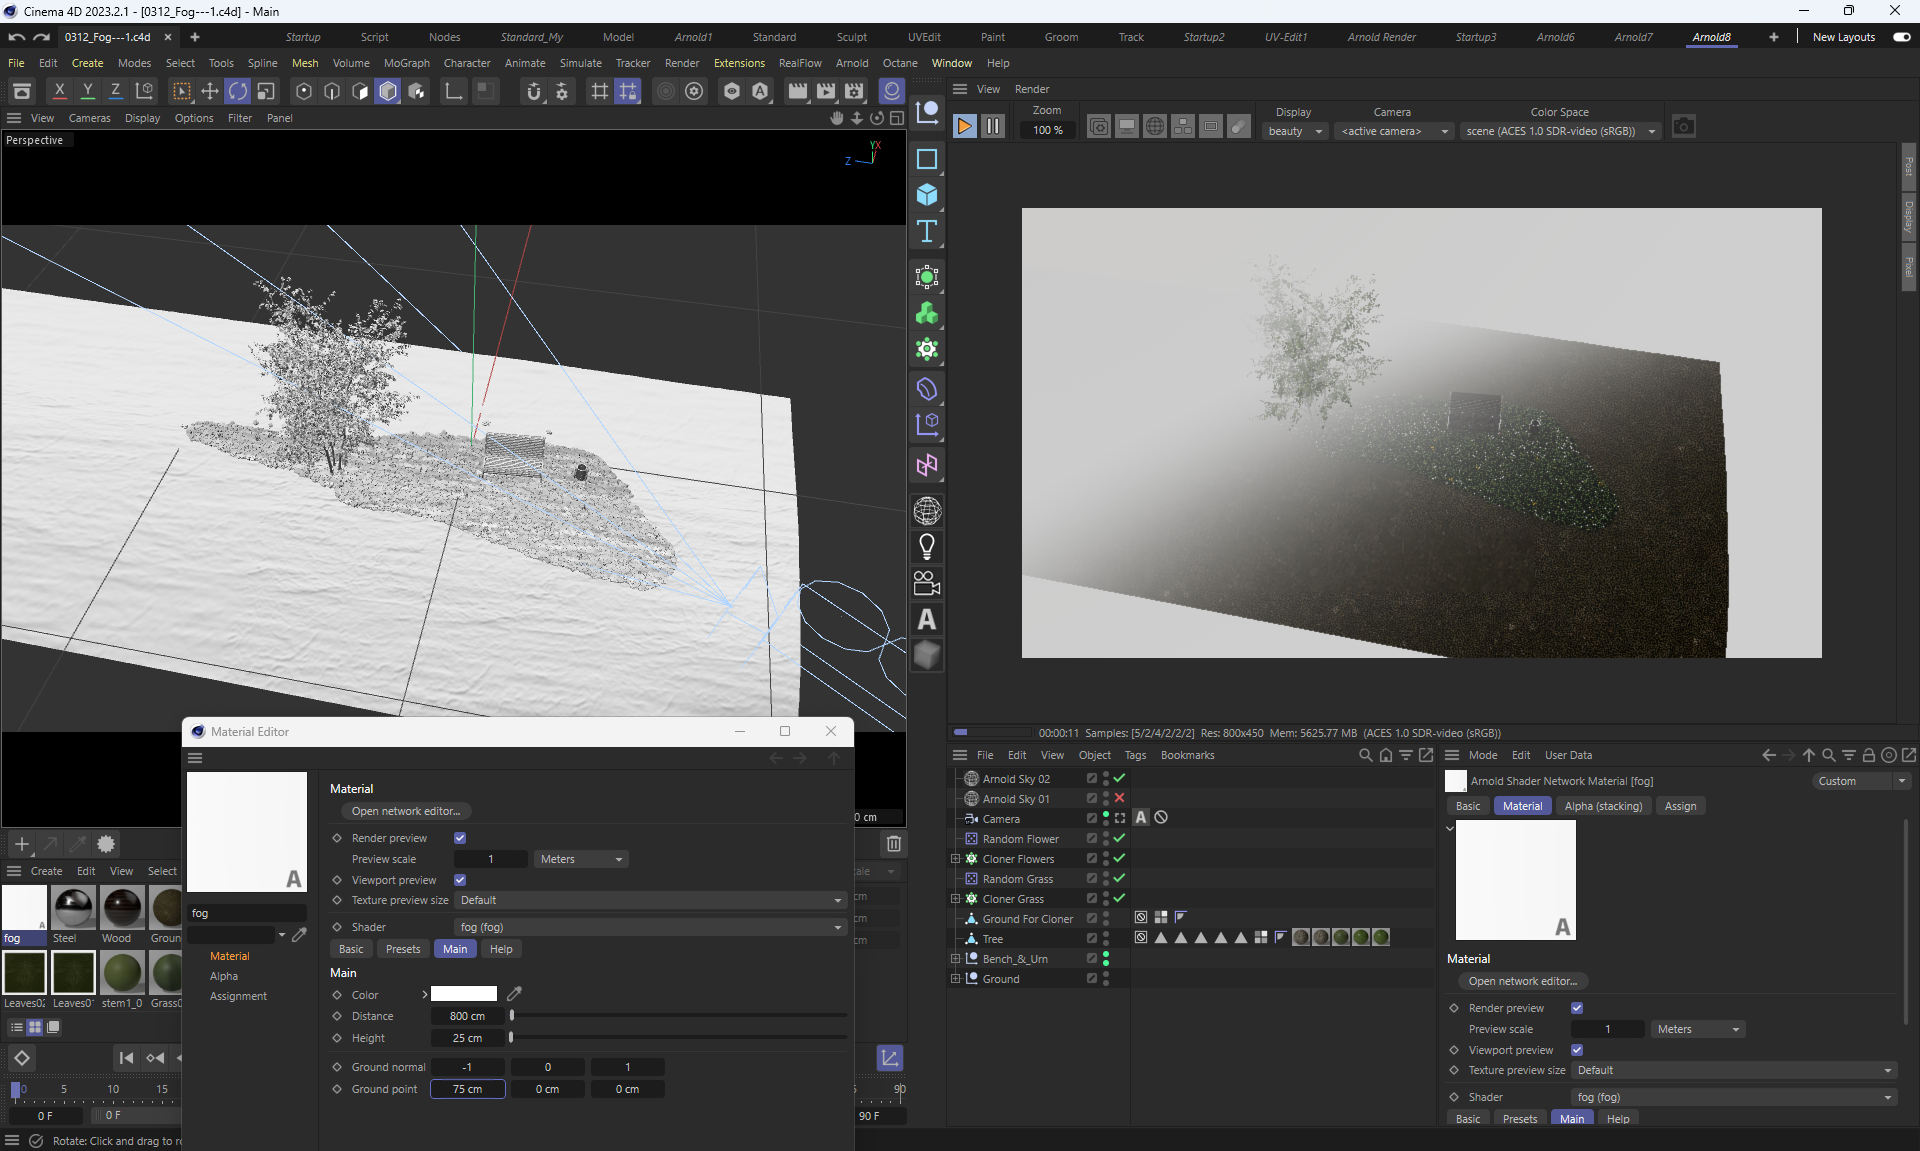 Cinema 4D 2023.2.1 - [0312_Fog---1.c4d] - Main
0312_Fog---1.c4d
Startup Script Nodes Standard_My Model Arnold1 Standard Sculpt UVEdit Paint Groom Track Startup2 UV-Edit1 Arnold Render Startup3 Arnold6 Arnold7 Arnold8 New Layouts
File Edit Create Modes Select Tools Spline Mesh Volume MoGraph Character Animate Simulate Tracker Render Extensions RealFlow Arnold Octane Window Help
X Y Z
View Render
View Cameras Display Options Filter Panel
Zoom
100 %
Display
beauty
Camera
<active camera>
Color Space
scene (ACES 1.0 SDR-video (sRGB))
Perspective
Y X
Z
Post
Display
Pixel
00:00:11 Samples: [5/2/4/2/2/2] Res: 800x450 Mem: 5625.77 MB (ACES 1.0 SDR-video (sRGB))
Material Editor
Material
Open network editor...
Render preview
Preview scale 1 Meters
Viewport preview
Texture preview size Default
Shader fog (fog)
Basic Presets Main Help
Main
Color
Distance 800 cm
Height 25 cm
Ground normal -1 0 1
Ground point 75 cm 0 cm 0 cm
A
fog
Material
Alpha
Assignment
0 cm
Create Edit View Select
fog Steel Wood Groun
Leaves02 Leaves01 stem1_0 Grass0
0 5 10 15
90
0 F 0 F
90 F
Rotate: Click and drag to r
File Edit View Object Tags Bookmarks
Arnold Sky 02
Arnold Sky 01
Camera
Random Flower
Cloner Flowers
Random Grass
Cloner Grass
Ground For Cloner
Tree
Bench_&_Urn
Ground
Mode Edit User Data
Arnold Shader Network Material [fog]
Custom
Basic Material Alpha (stacking) Assign
A
Material
Open network editor...
Render preview
Preview scale 1 Meters
Viewport preview
Texture preview size Default
Shader fog (fog)
Basic Presets Main Help